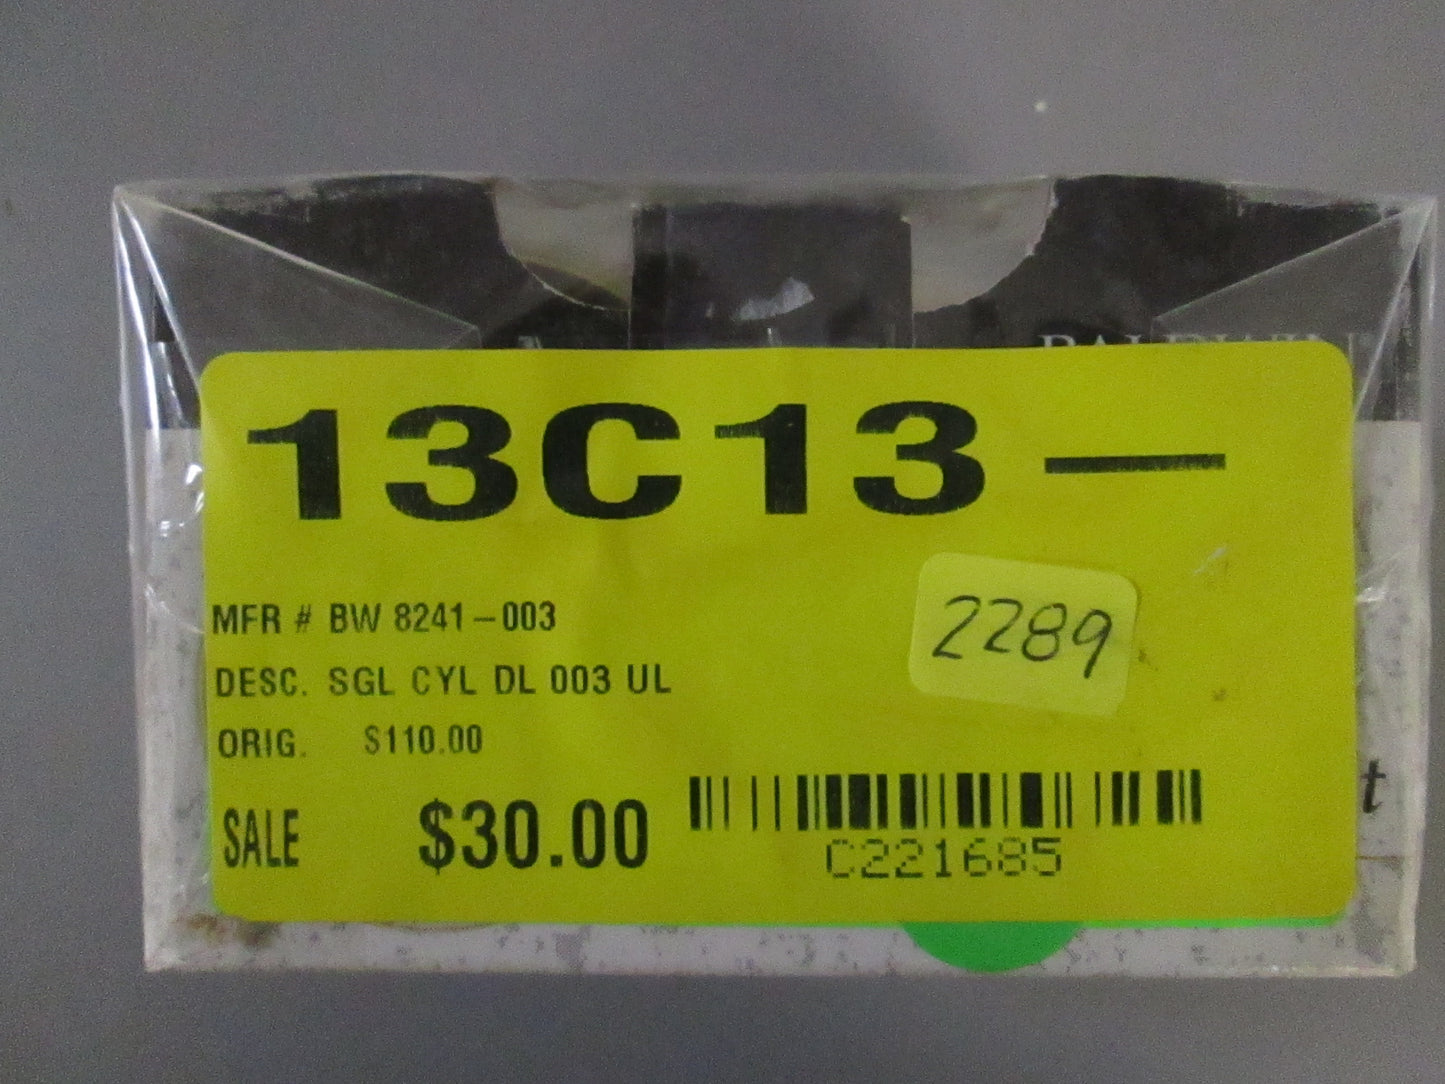 13C13 —
MFR # BW 8241-003
2289
DESC. SGL CYL DL 003 UL
ORIG. $110.00
SALE $30.00
C221685
t